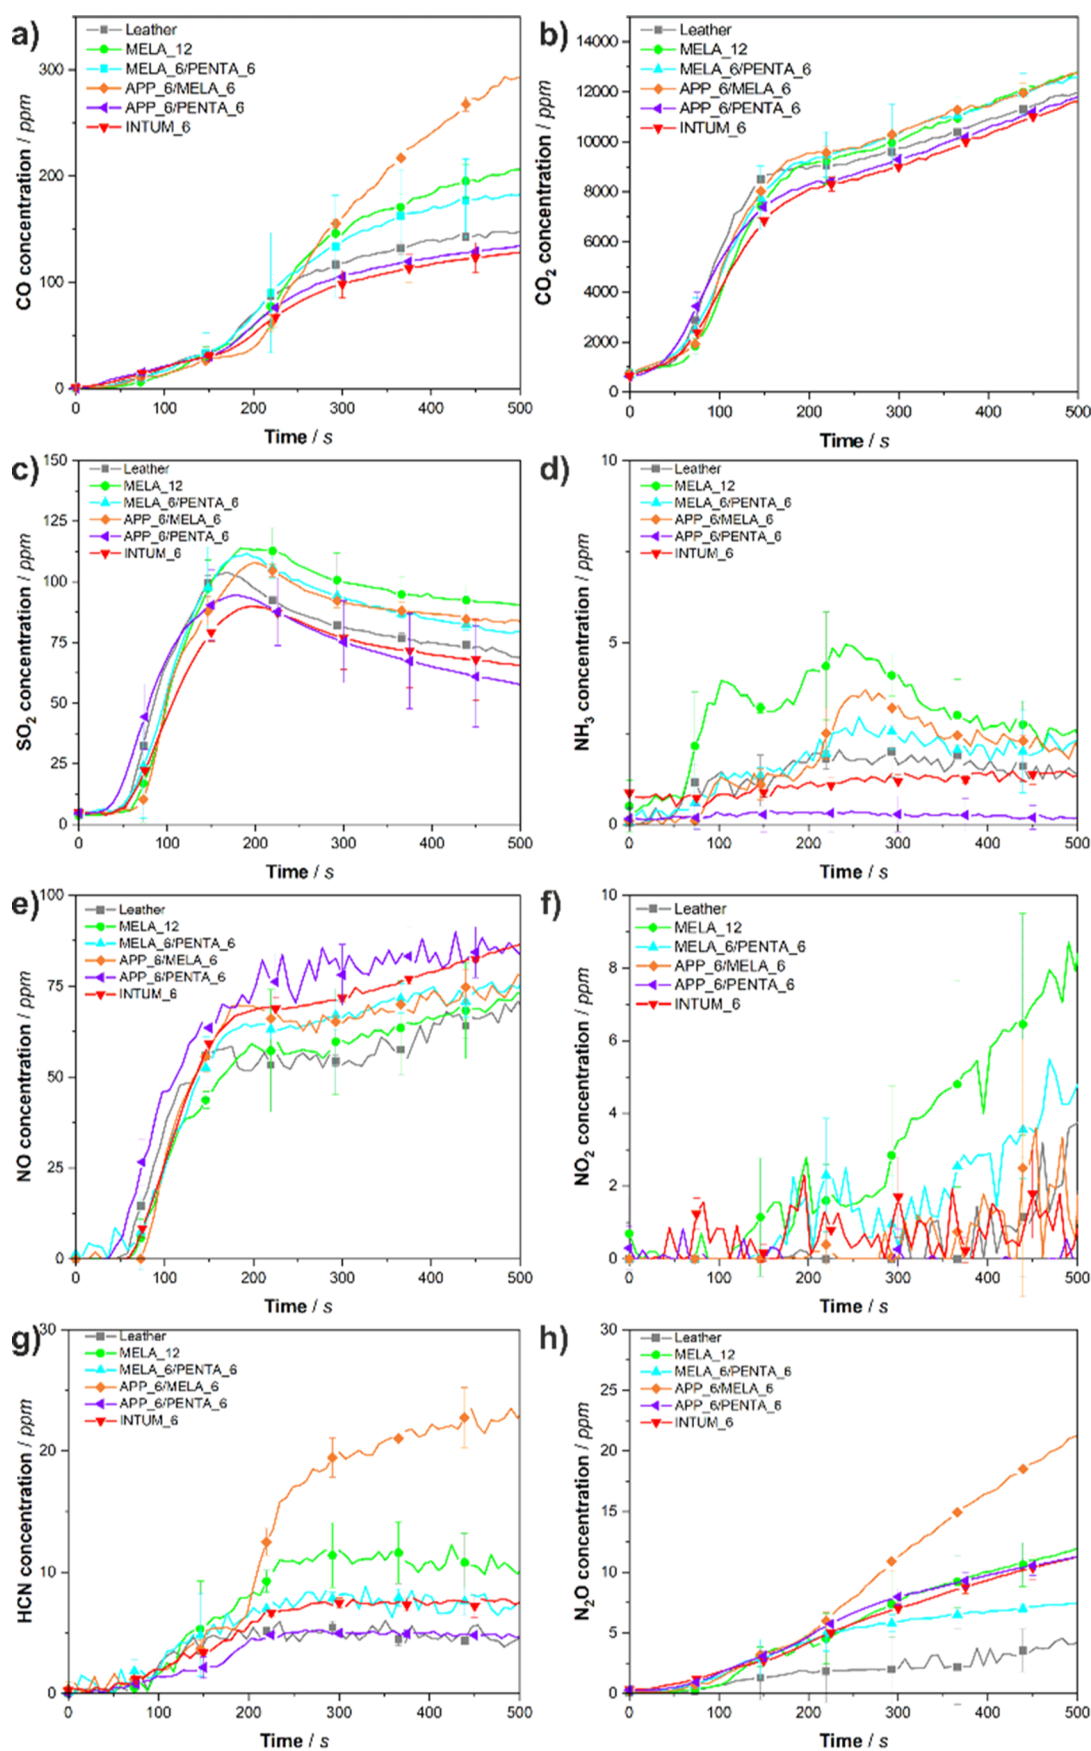 a)
Leather
MELA_12
MELA_6/PENTA_6
APP_6/MELA_6
APP_6/PENTA_6
INTUM_6
CO concentration / ppm
300
200
100
0
0 100 200 300 400 500
Time / s
b)
Leather
MELA_12
MELA_6/PENTA_6
APP_6/MELA_6
APP_6/PENTA_6
INTUM_6
CO2 concentration / ppm
14000
12000
10000
8000
6000
4000
2000
0
0 100 200 300 400 500
Time / s
c)
Leather
MELA_12
MELA_6/PENTA_6
APP_6/MELA_6
APP_6/PENTA_6
INTUM_6
SO2 concentration / ppm
150
125
100
75
50
25
0
0 100 200 300 400 500
Time / s
d)
Leather
MELA_12
MELA_6/PENTA_6
APP_6/MELA_6
APP_6/PENTA_6
INTUM_6
NH3 concentration / ppm
10
5
0
0 100 200 300 400 500
Time / s
e)
Leather
MELA_12
MELA_6/PENTA_6
APP_6/MELA_6
APP_6/PENTA_6
INTUM_6
NO concentration / ppm
100
75
50
25
0
0 100 200 300 400 500
Time / s
f)
Leather
MELA_12
MELA_6/PENTA_6
APP_6/MELA_6
APP_6/PENTA_6
INTUM_6
NO2 concentration / ppm
10
8
6
4
2
0
0 100 200 300 400 500
Time / s
g)
Leather
MELA_12
MELA_6/PENTA_6
APP_6/MELA_6
APP_6/PENTA_6
INTUM_6
HCN concentration / ppm
30
20
10
0
0 100 200 300 400 500
Time / s
h)
Leather
MELA_12
MELA_6/PENTA_6
APP_6/MELA_6
APP_6/PENTA_6
INTUM_6
N2O concentration / ppm
30
25
20
15
10
5
0
0 100 200 300 400 500
Time / s